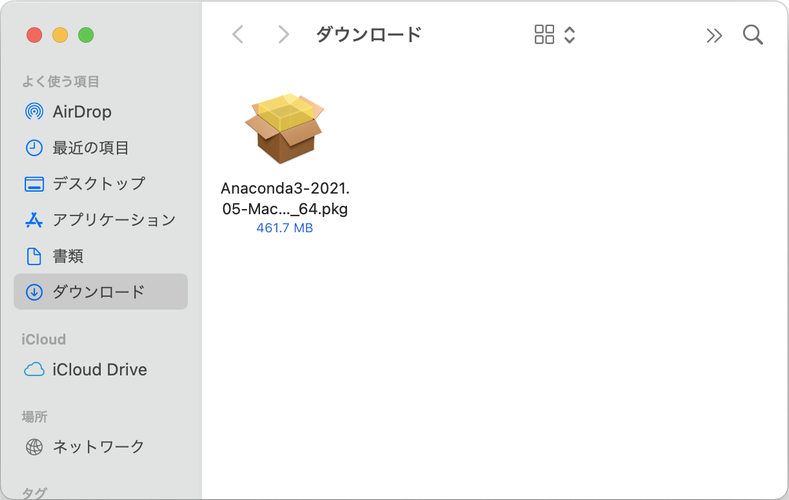 ダウンロード
よく使う項目
AirDrop
最近の項目
デスクトップ
アプリケーション
書類
ダウンロード
iCloud
iCloud Drive
場所
ネットワーク
タグ
Anaconda3-2021.
05-Mac..._64.pkg
461.7 MB